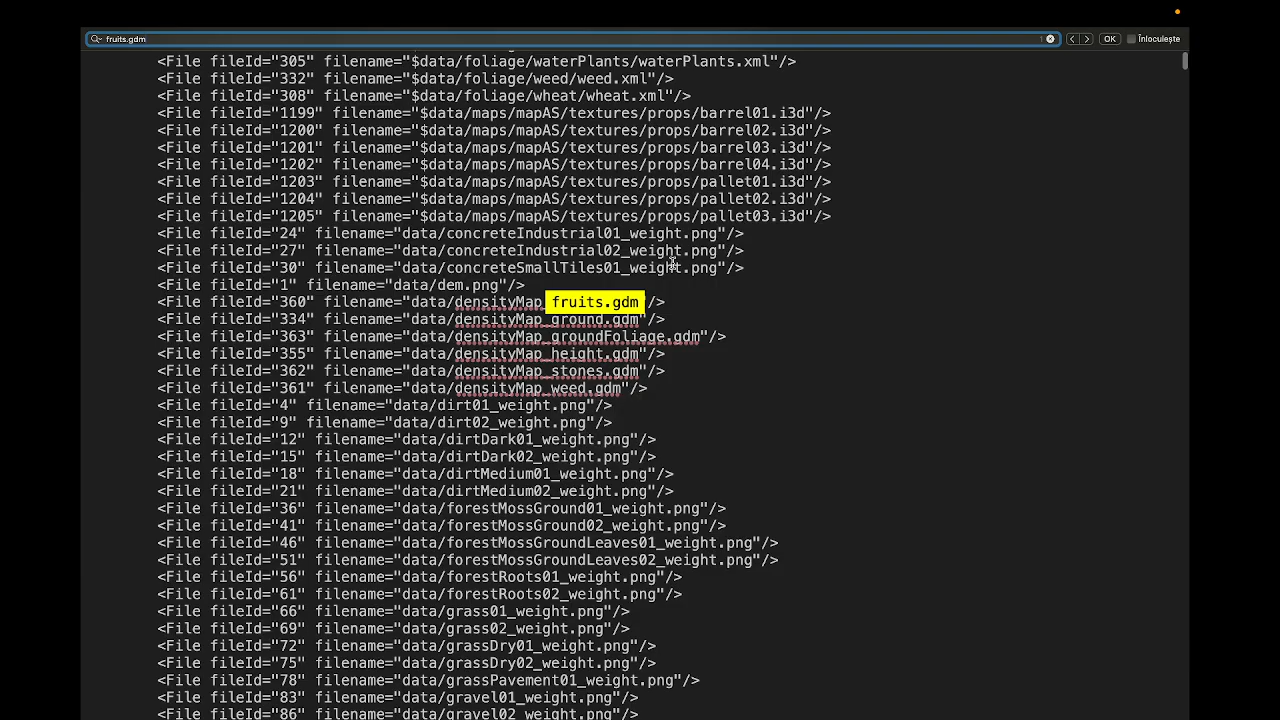 fruits.gdm
1
OK
Înlocuiește
<File fileId="305" filename="$data/foliage/waterPlants/waterPlants.xml"/>
<File fileId="332" filename="$data/foliage/weed/weed.xml"/>
<File fileId="308" filename="$data/foliage/wheat/wheat.xml"/>
<File fileId="1199" filename="$data/maps/mapAS/textures/props/barrel01.i3d"/>
<File fileId="1200" filename="$data/maps/mapAS/textures/props/barrel02.i3d"/>
<File fileId="1201" filename="$data/maps/mapAS/textures/props/barrel03.i3d"/>
<File fileId="1202" filename="$data/maps/mapAS/textures/props/barrel04.i3d"/>
<File fileId="1203" filename="$data/maps/mapAS/textures/props/pallet01.i3d"/>
<File fileId="1204" filename="$data/maps/mapAS/textures/props/pallet02.i3d"/>
<File fileId="1205" filename="$data/maps/mapAS/textures/props/pallet03.i3d"/>
<File fileId="24" filename="data/concreteIndustrial01_weight.png"/>
<File fileId="27" filename="data/concreteIndustrial02_weight.png"/>
<File fileId="30" filename="data/concreteSmallTiles01_weight.png"/>
<File fileId="1" filename="data/dem.png"/>
<File fileId="360" filename="data/densityMap_fruits.gdm"/>
<File fileId="334" filename="data/densityMap_ground.gdm"/>
<File fileId="363" filename="data/densityMap_groundFoliage.gdm"/>
<File fileId="355" filename="data/densityMap_height.gdm"/>
<File fileId="362" filename="data/densityMap_stones.gdm"/>
<File fileId="361" filename="data/densityMap_weed.gdm"/>
<File fileId="4" filename="data/dirt01_weight.png"/>
<File fileId="9" filename="data/dirt02_weight.png"/>
<File fileId="12" filename="data/dirtDark01_weight.png"/>
<File fileId="15" filename="data/dirtDark02_weight.png"/>
<File fileId="18" filename="data/dirtMedium01_weight.png"/>
<File fileId="21" filename="data/dirtMedium02_weight.png"/>
<File fileId="36" filename="data/forestMossGround01_weight.png"/>
<File fileId="41" filename="data/forestMossGround02_weight.png"/>
<File fileId="46" filename="data/forestMossGroundLeaves01_weight.png"/>
<File fileId="51" filename="data/forestMossGroundLeaves02_weight.png"/>
<File fileId="56" filename="data/forestRoots01_weight.png"/>
<File fileId="61" filename="data/forestRoots02_weight.png"/>
<File fileId="66" filename="data/grass01_weight.png"/>
<File fileId="69" filename="data/grass02_weight.png"/>
<File fileId="72" filename="data/grassDry01_weight.png"/>
<File fileId="75" filename="data/grassDry02_weight.png"/>
<File fileId="78" filename="data/grassPavement01_weight.png"/>
<File fileId="83" filename="data/gravel01_weight.png"/>
<File fileId="86" filename="data/gravel02_weight.png"/>